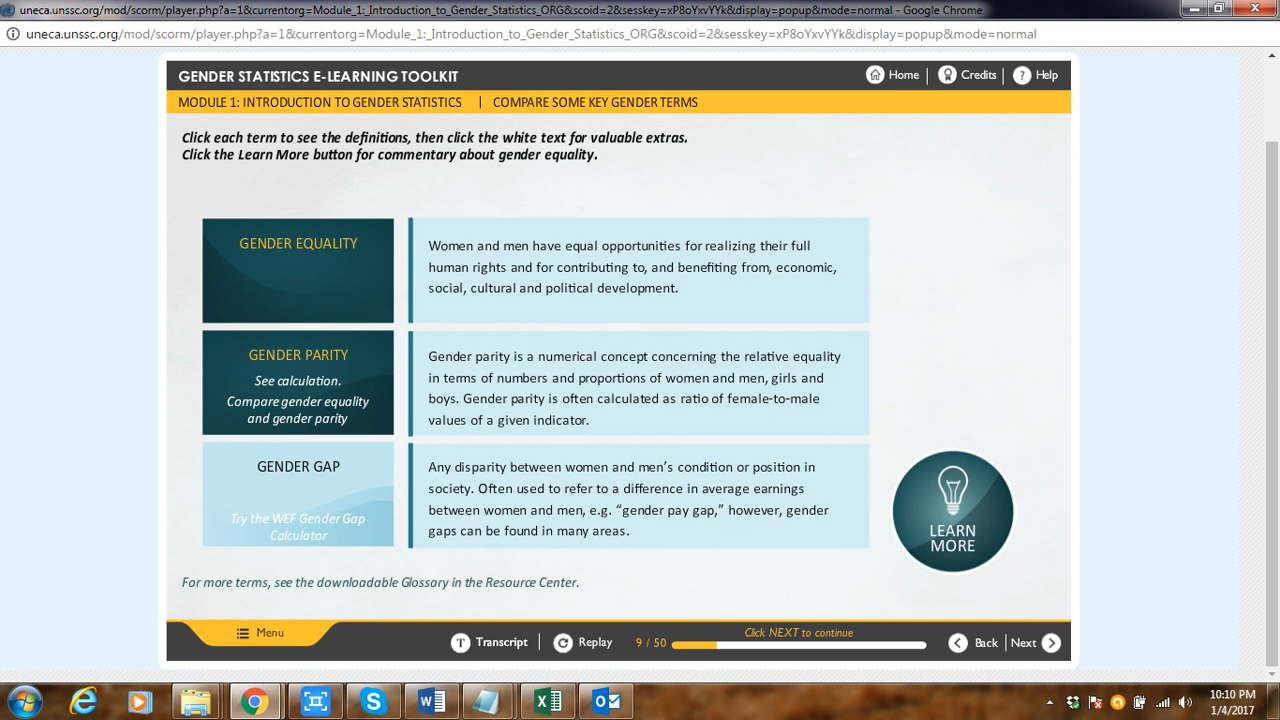 uneca.unssc.org/mod/scorm/player.php?a=1&currentorg=Module_1:_Introduction_to_Gender_Statistics_ORG&scoid=2&sesskey=xP8oYxvYYk&display=popup&mode=normal - Google Chrome
uneca.unssc.org/mod/scorm/player.php?a=1&currentorg=Module_1:_Introduction_to_Gender_Statistics_ORG&scoid=2&sesskey=xP8oYxvYYk&display=popup&mode=normal
GENDER STATISTICS E-LEARNING TOOLKIT
Home
Credits
? Help
MODULE 1: INTRODUCTION TO GENDER STATISTICS | COMPARE SOME KEY GENDER TERMS
Click each term to see the definitions, then click the white text for valuable extras.
Click the Learn More button for commentary about gender equality.
GENDER EQUALITY
Women and men have equal opportunities for realizing their full
human rights and for contributing to, and benefiting from, economic,
social, cultural and political development.
GENDER PARITY
See calculation.
Compare gender equality
and gender parity
Gender parity is a numerical concept concerning the relative equality
in terms of numbers and proportions of women and men, girls and
boys. Gender parity is often calculated as ratio of female-to-male
values of a given indicator.
GENDER GAP
Try the WEF Gender Gap
Calculator
Any disparity between women and men’s condition or position in
society. Often used to refer to a difference in average earnings
between women and men, e.g. “gender pay gap,” however, gender
gaps can be found in many areas.
LEARN
MORE
For more terms, see the downloadable Glossary in the Resource Center.
Menu
T Transcript
Replay
9 / 50
Click NEXT to continue
Back
Next
10:10 PM
1/4/2017